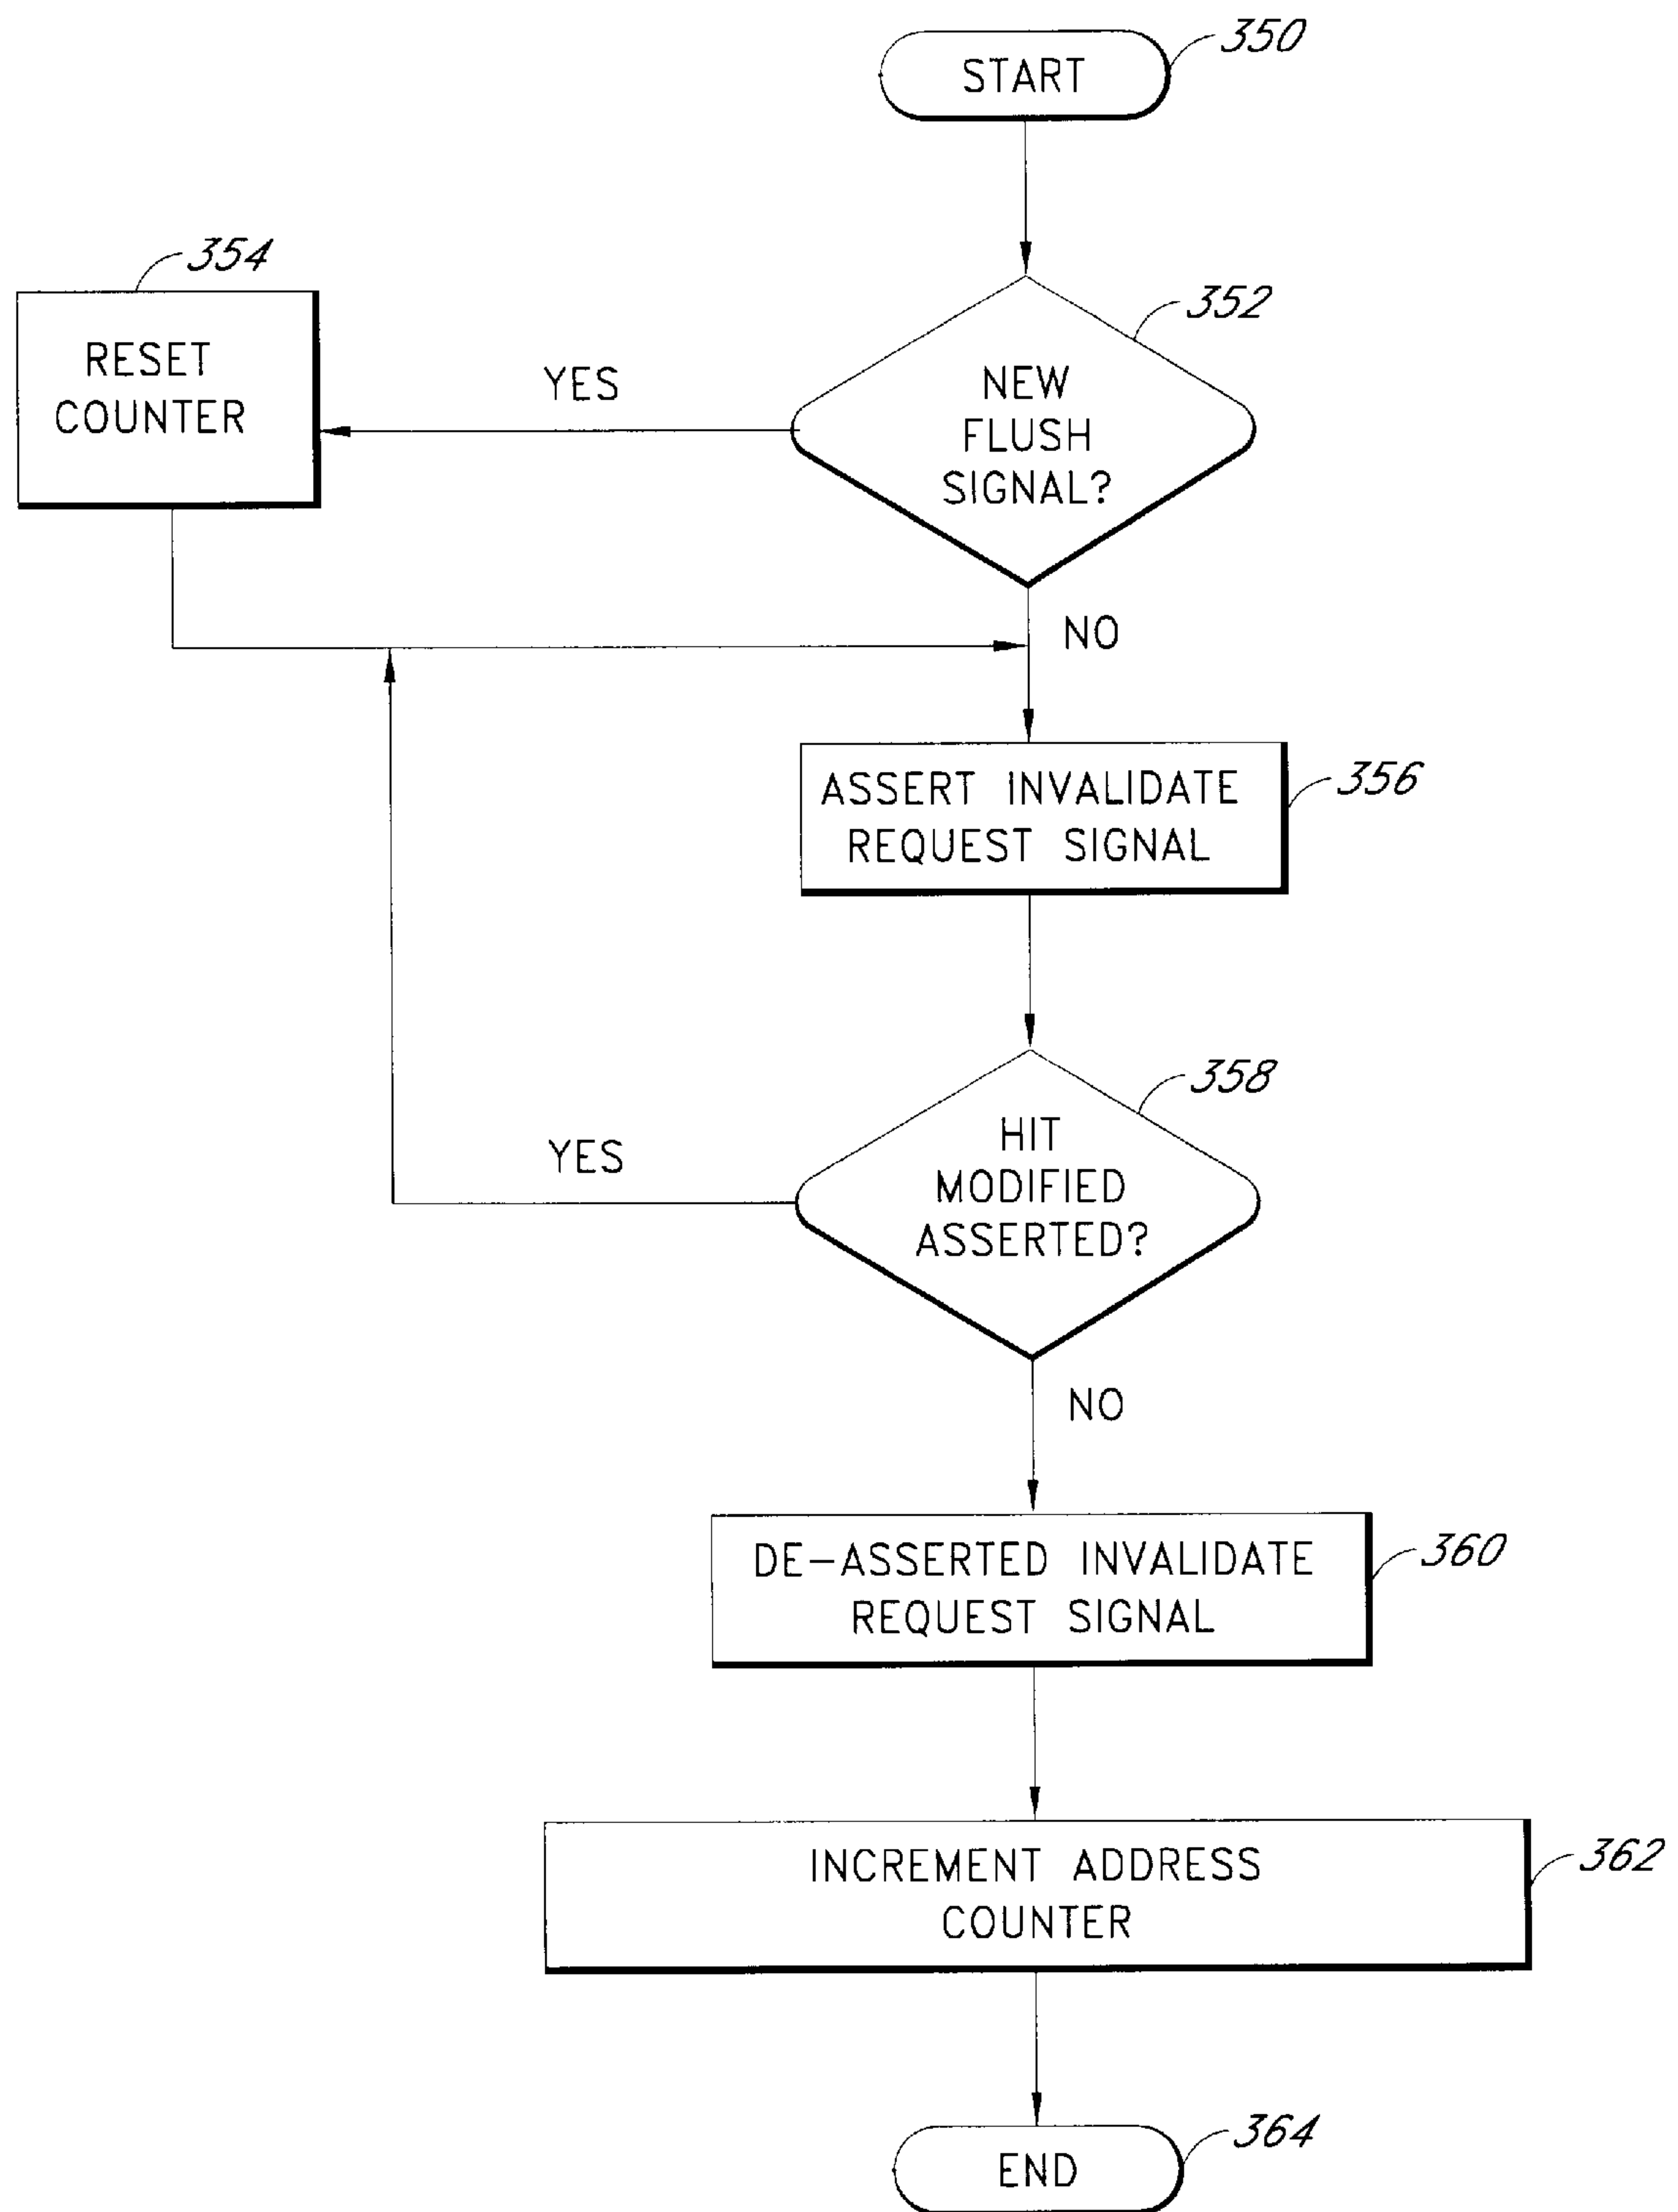 START
350
354
RESET
COUNTER
YES
352
NEW
FLUSH
SIGNAL?
NO
ASSERT INVALIDATE
REQUEST SIGNAL
356
358
HIT
MODIFIED
ASSERTED?
YES
NO
DE-ASSERTED INVALIDATE
REQUEST SIGNAL
360
INCREMENT ADDRESS
COUNTER
362
END
364